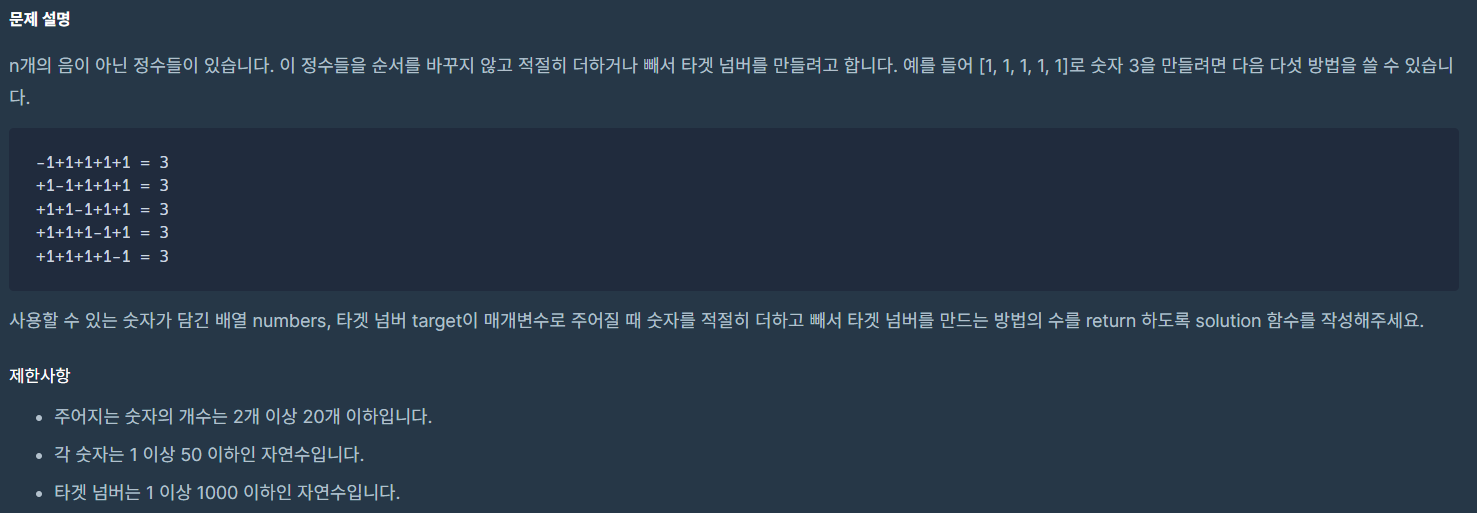 문제 설명
n개의 음이 아닌 정수들이 있습니다. 이 정수들을 순서를 바꾸지 않고 적절히 더하거나 빼서 타겟 넘버를 만들려고 합니다. 예를 들어 [1, 1, 1, 1, 1]로 숫자 3을 만들려면 다음 다섯 방법을 쓸 수 있습니
다.
-1+1+1+1+1 = 3
+1-1+1+1+1 = 3
+1+1-1+1+1 = 3
+1+1+1-1+1 = 3
+1+1+1+1-1 = 3
사용할 수 있는 숫자가 담긴 배열 numbers, 타겟 넘버 target이 매개변수로 주어질 때 숫자를 적절히 더하고 빼서 타겟 넘버를 만드는 방법의 수를 return 하도록 solution 함수를 작성해주세요.
제한사항
• 주어지는 숫자의 개수는 2개 이상 20개 이하입니다.
• 각 숫자는 1 이상 50 이하인 자연수입니다.
• 타겟 넘버는 1 이상 1000 이하인 자연수입니다.